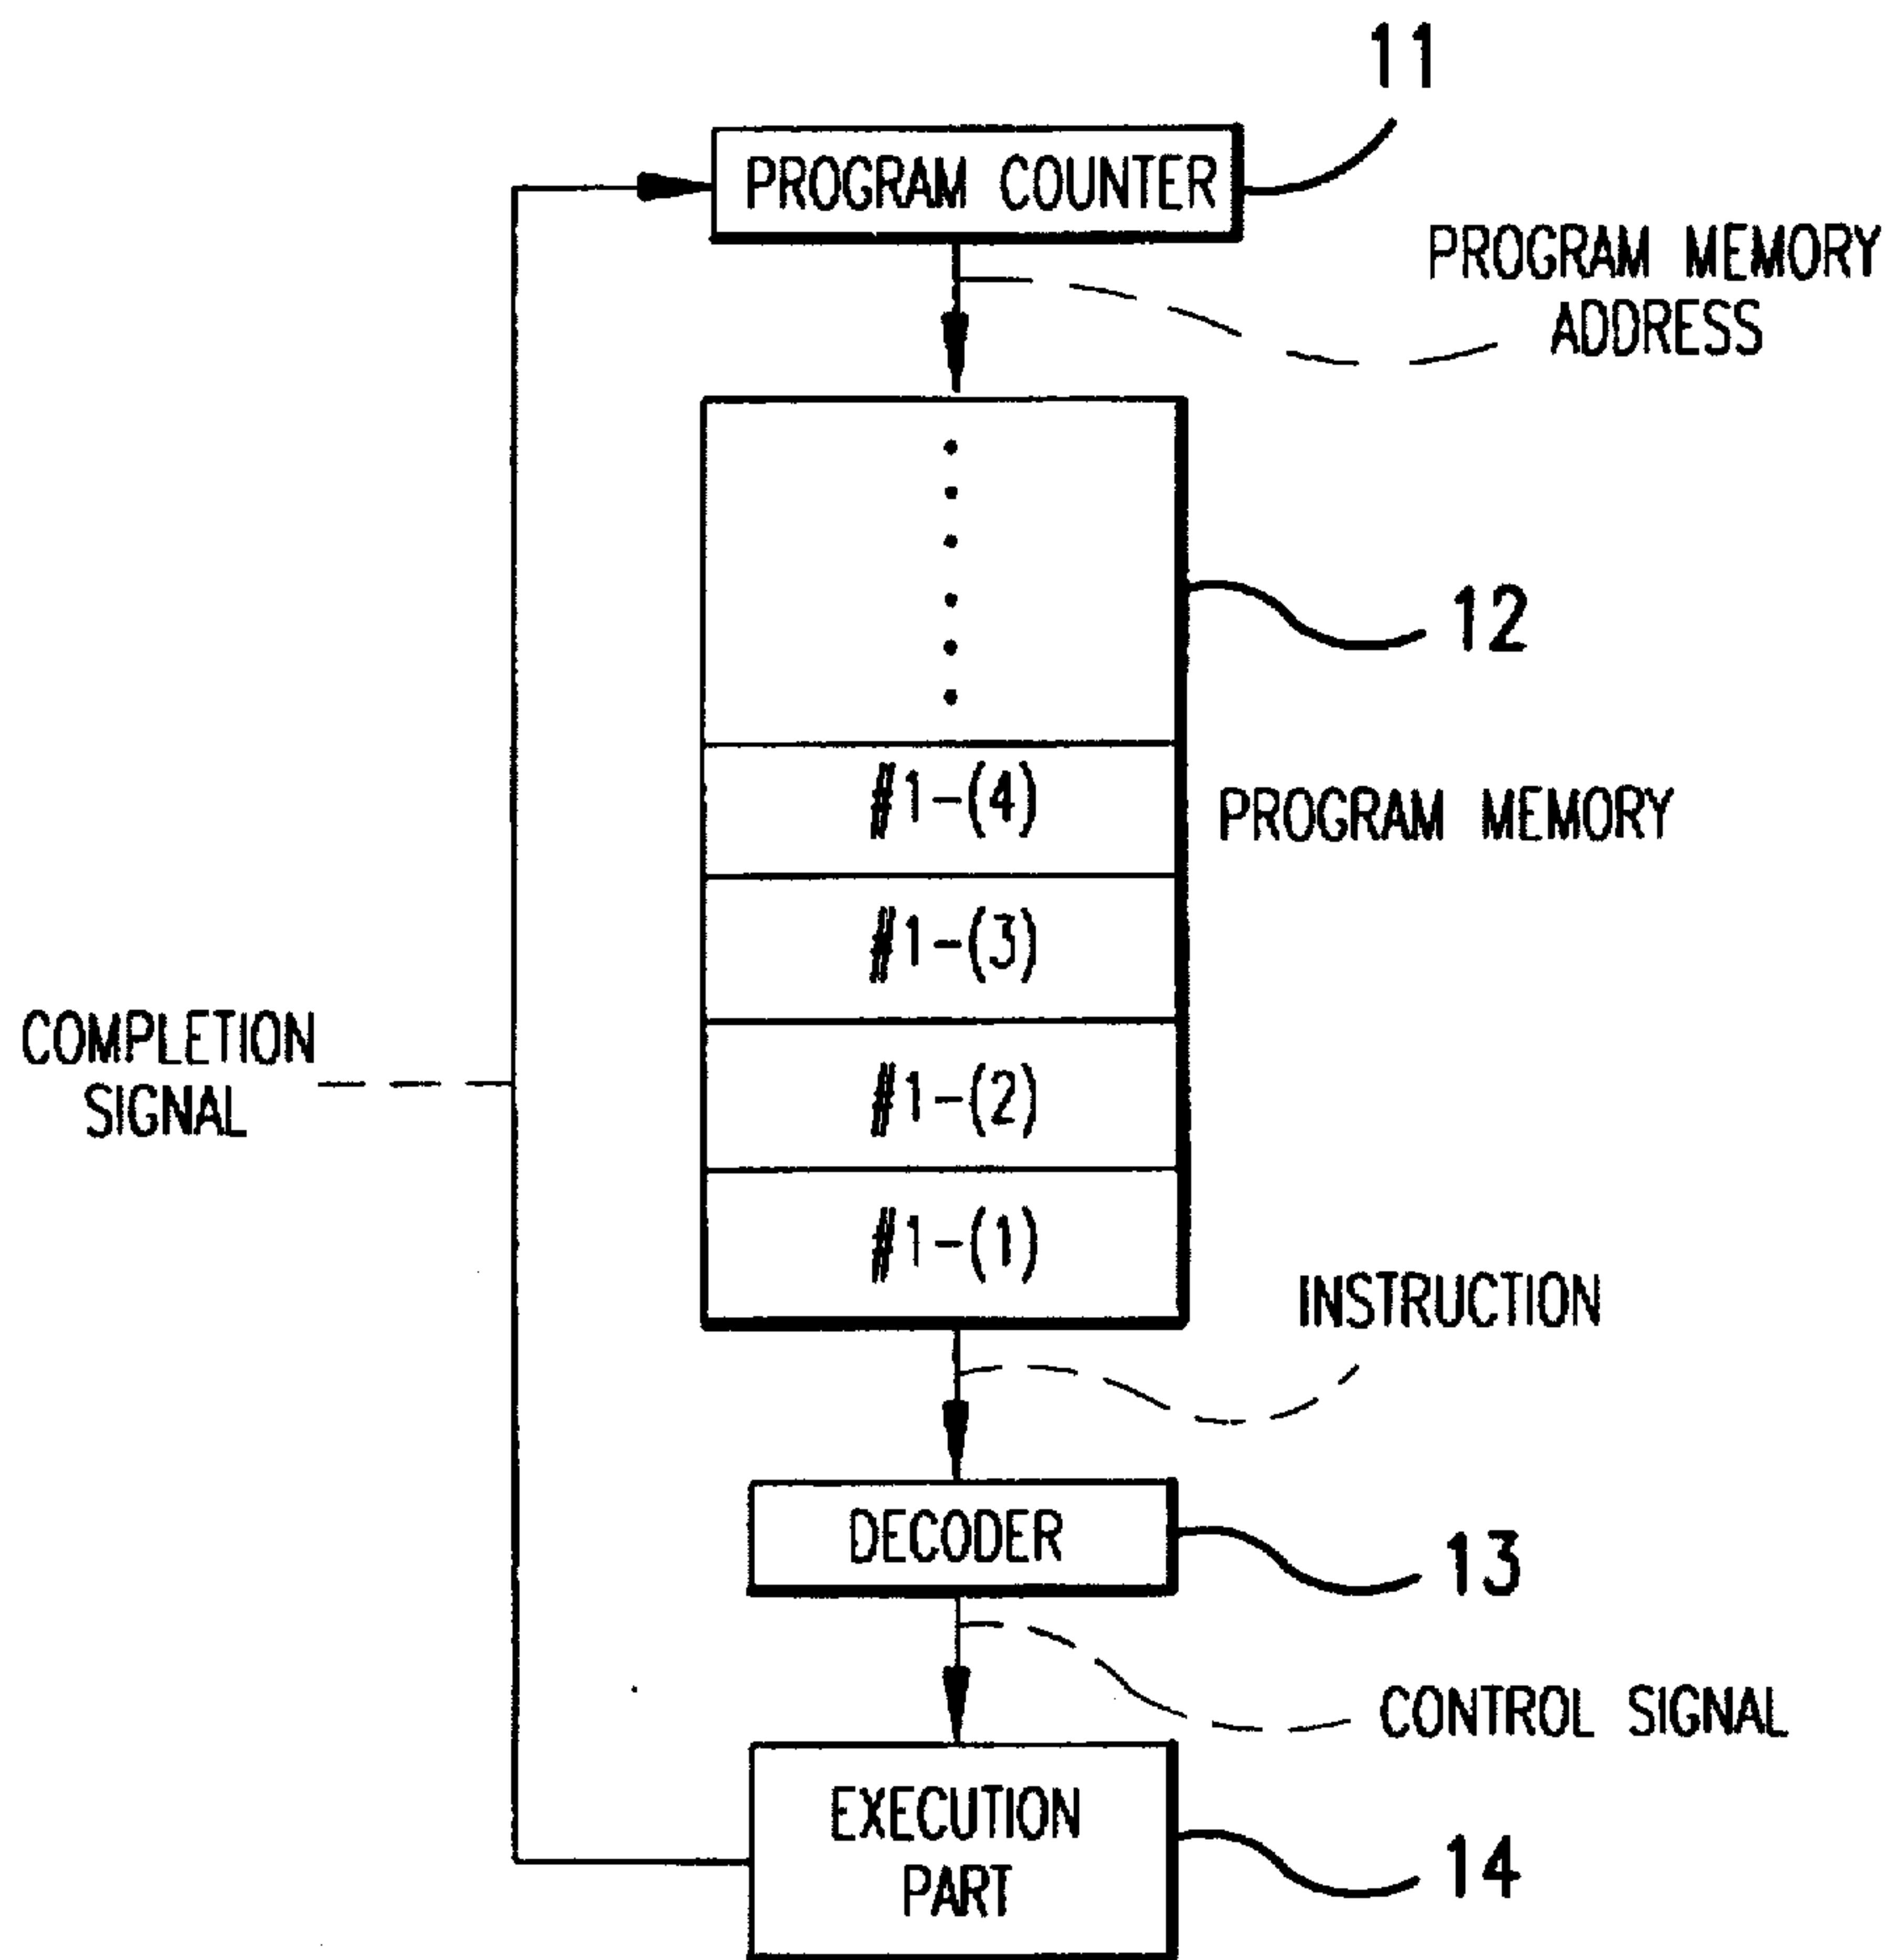 11
PROGRAM COUNTER
PROGRAM MEMORY
ADDRESS
12
#1-(4)
PROGRAM MEMORY
#1-(3)
COMPLETION
SIGNAL
#1-(2)
#1-(1)
INSTRUCTION
DECODER
13
CONTROL SIGNAL
EXECUTION
PART
14